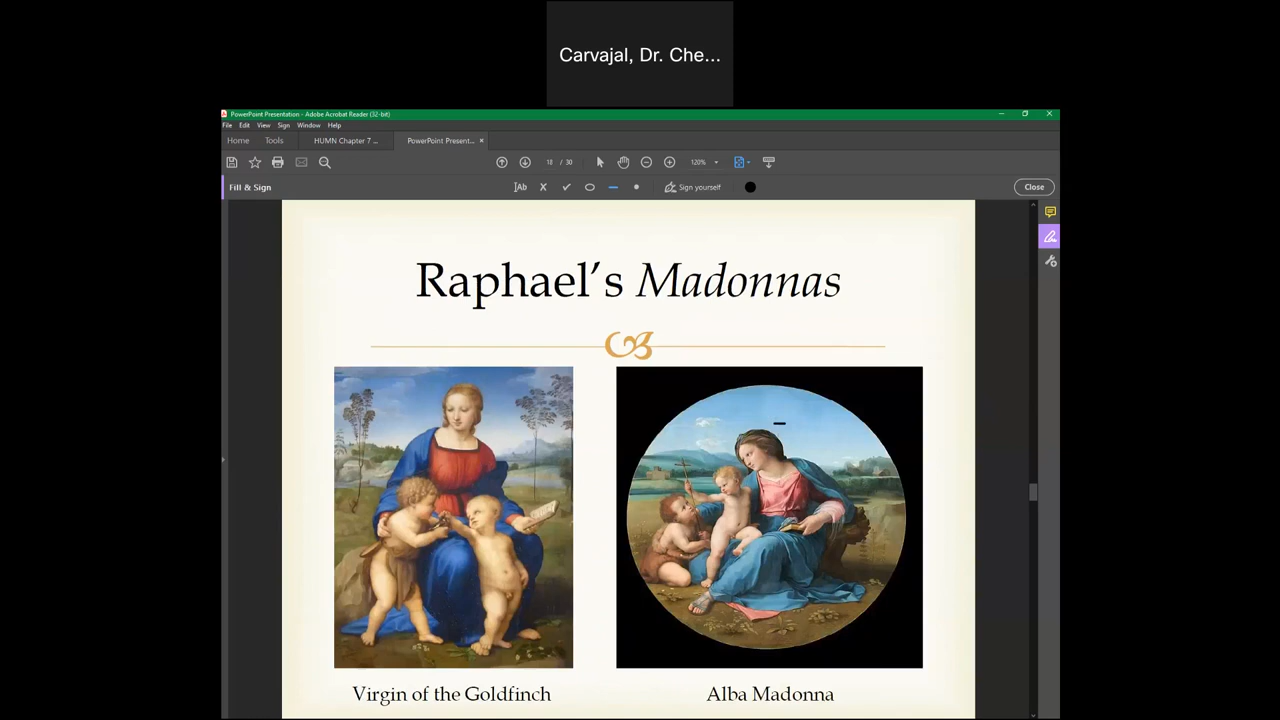 Carvajal, Dr. Che...
PowerPoint Presentation - Adobe Acrobat Reader (32-bit)
File Edit View Sign Window Help
Home Tools HUMN Chapter 7 ... PowerPoint Present... ×
18 / 30 120%
Fill & Sign Ab Sign yourself Close
Raphael's Madonnas
Virgin of the Goldfinch Alba Madonna